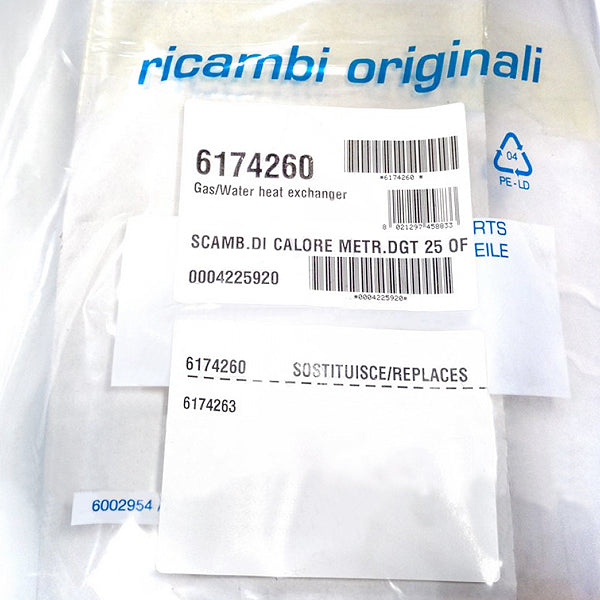 ricambi originali
6174260
*6174260 *
Gas/Water heat exchanger
8 021297 458833
SCAMB.DI CALORE METR.DGT 25 OF
0004225920
*0004225920*
04
PE-LD
RTS
EILE
6174260 SOSTITUISCE/REPLACES
6174263
6002954